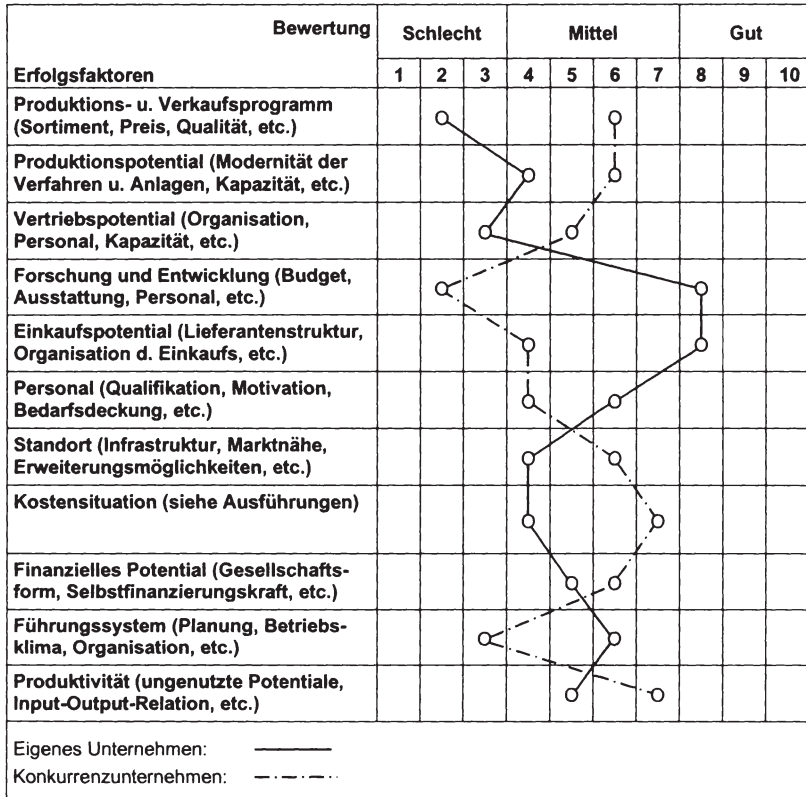 Bewertung
Schlecht
Mittel
Gut
Erfolgsfaktoren
1 2 3 4 5 6 7 8 9 10
Produktions- u. Verkaufsprogramm
(Sortiment, Preis, Qualität, etc.)
Produktionspotential (Modernität der
Verfahren u. Anlagen, Kapazität, etc.)
Vertriebspotential (Organisation,
Personal, Kapazität, etc.)
Forschung und Entwicklung (Budget,
Ausstattung, Personal, etc.)
Einkaufspotential (Lieferantenstruktur,
Organisation d. Einkaufs, etc.)
Personal (Qualifikation, Motivation,
Bedarfsdeckung, etc.)
Standort (Infrastruktur, Marktnähe,
Erweiterungsmöglichkeiten, etc.)
Kostensituation (siehe Ausführungen)
Finanzielles Potential (Gesellschafts-
form, Selbstfinanzierungskraft, etc.)
Führungssystem (Planung, Betriebs-
klima, Organisation, etc.)
Produktivität (ungenutzte Potentiale,
Input-Output-Relation, etc.)
Eigenes Unternehmen:
Konkurrenzunternehmen: